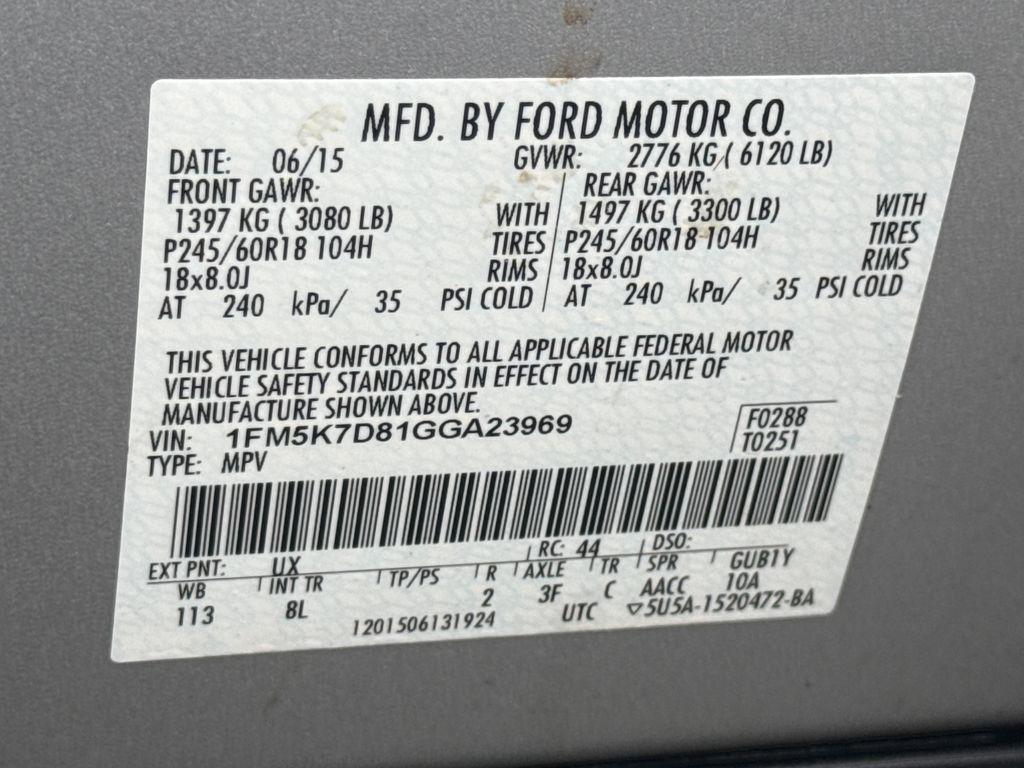 MFD. BY FORD MOTOR CO.
DATE: 06/15 GVWR: 2776 KG ( 6120 LB)
FRONT GAWR: REAR GAWR:
1397 KG ( 3080 LB) WITH 1497 KG ( 3300 LB) WITH
P245/60R18 104H TIRES P245/60R18 104H TIRES
18x8.0J RIMS 18x8.0J RIMS
AT 240 kPa/ 35 PSI COLD AT 240 kPa/ 35 PSI COLD
THIS VEHICLE CONFORMS TO ALL APPLICABLE FEDERAL MOTOR
VEHICLE SAFETY STANDARDS IN EFFECT ON THE DATE OF
MANUFACTURE SHOWN ABOVE.
VIN: 1FM5K7D81GGA23969 F0288
TYPE: MPV T0251
EXT PNT: UX RC: 44 DSO:
WB INT TR TP/PS R AXLE TR SPR GUB1Y
113 8L 2 3F C AACC 10A
1201506131924 UTC ▽5U5A-1520472-BA